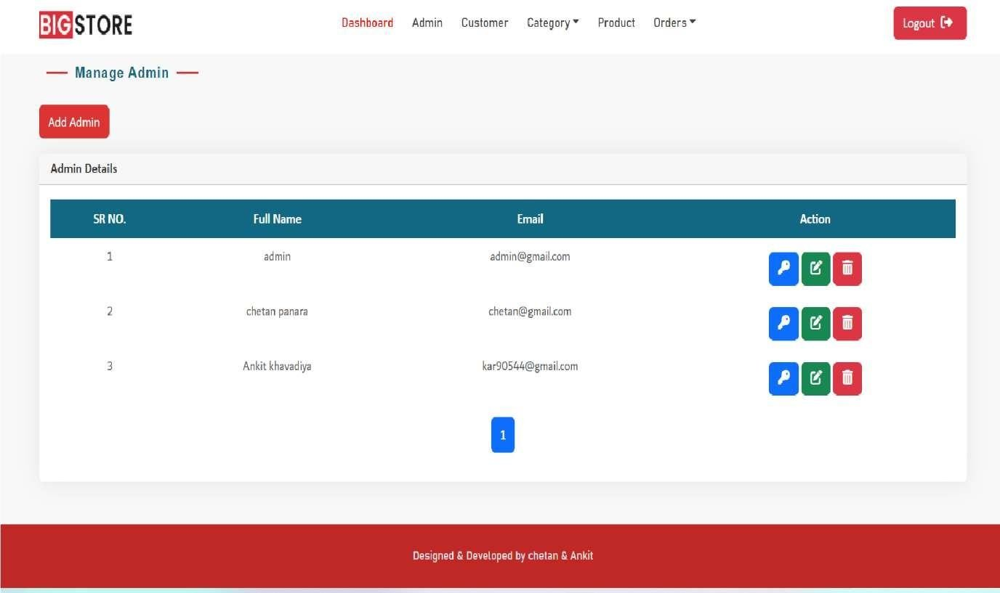 BIGSTORE
Dashboard Admin Customer Category Product Orders Logout
Manage Admin
Add Admin
Admin Details
SR NO. Full Name Email Action
1 admin admin@gmail.com
2 chetan panara chetan@gmail.com
3 Ankit khavadiya kar90544@gmail.com
1
Designed & Developed by chetan & Ankit